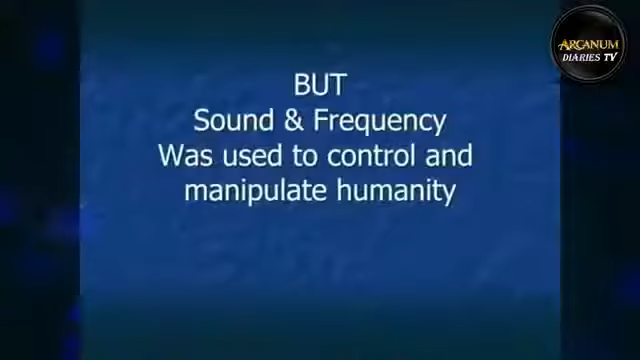 BUT
Sound & Frequency
Was used to control and
manipulate humanity
ARCANUM
DIARIES TV